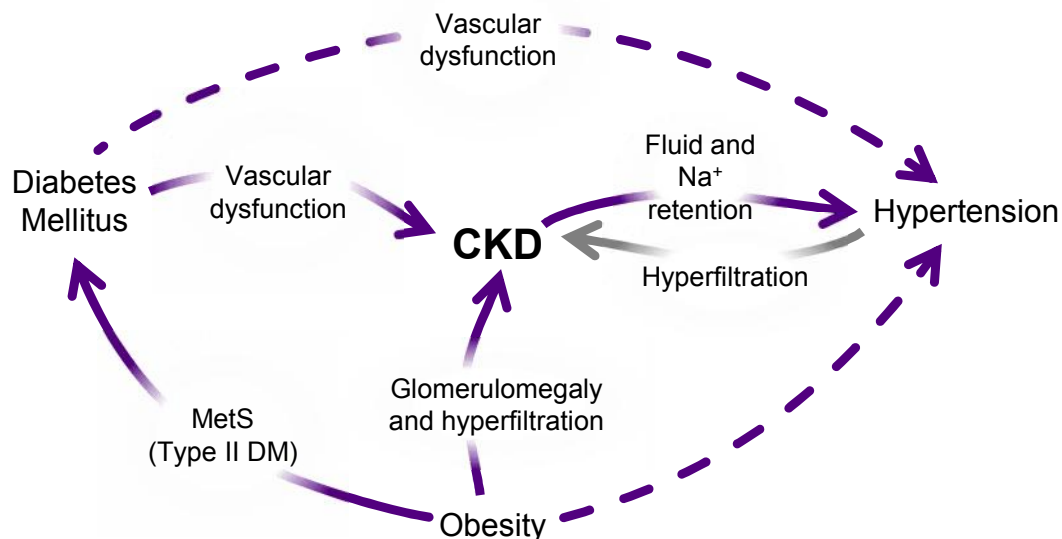 Vascular
dysfunction
Diabetes
Mellitus
Vascular
dysfunction
CKD
Fluid and
Na⁺
retention
Hypertension
Hyperfiltration
Glomerulomegaly
and hyperfiltration
MetS
(Type II DM)
Obesity